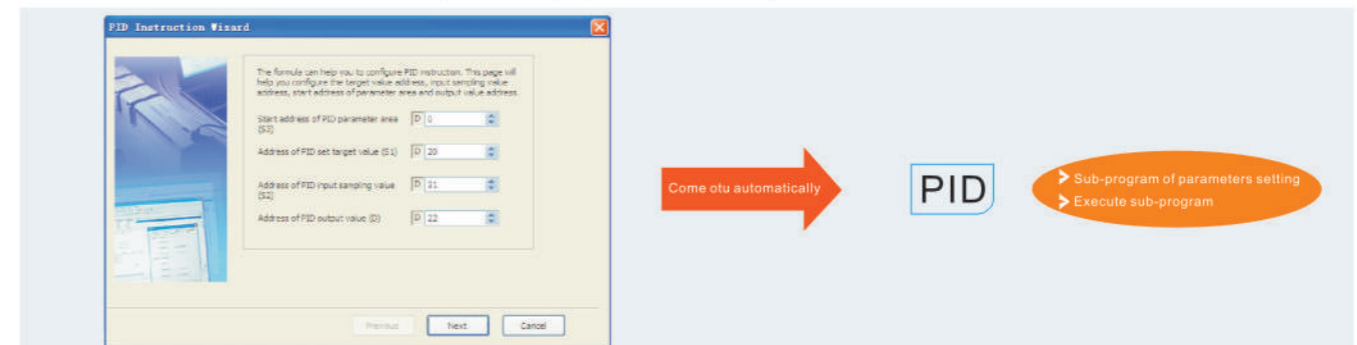 PID Instruction Wizard
The formule can help you to configure PID instruction. This page will
help you configure the target value address, input sampling value
address, start address of parameter area and output value address.
Start address of PID parameter area
(S3)
D 0
Address of PID set target value (S1)
D 20
Address of PID input sampling value
(S2)
D 21
Address of PID output value (D)
D 22
Previous
Next
Cancel
Come otu automatically
PID
Sub-program of parameters setting
Execute sub-program